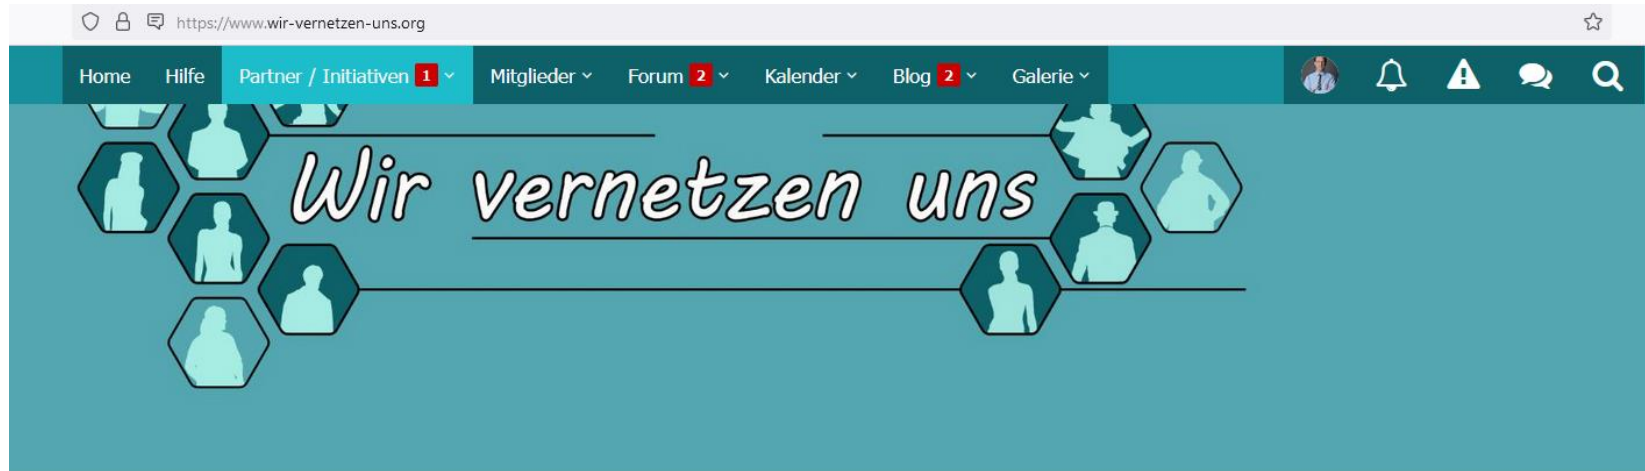 https://www.wir-vernetzen-uns.org
Home Hilfe Partner / Initiativen 1 Mitglieder Forum 2 Kalender Blog 2 Galerie
Wir vernetzen uns